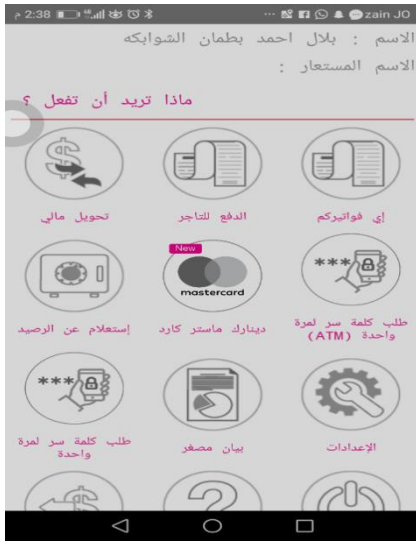 م 2:38
zain JO
الاسم : بلال احمد بطمان الشوابكه
الاسم المستعار :
ماذا تريد أن تفعل ؟
إي فواتيركم
الدفع للتاجر
تحويل مالي
***
طلب كلمة سر لمرة
واحدة (ATM)
New
mastercard
دينارك ماستر كارد
إستعلام عن الرصيد
الإعدادات
بيان مصغر
***
طلب كلمة سر لمرة
واحدة
?